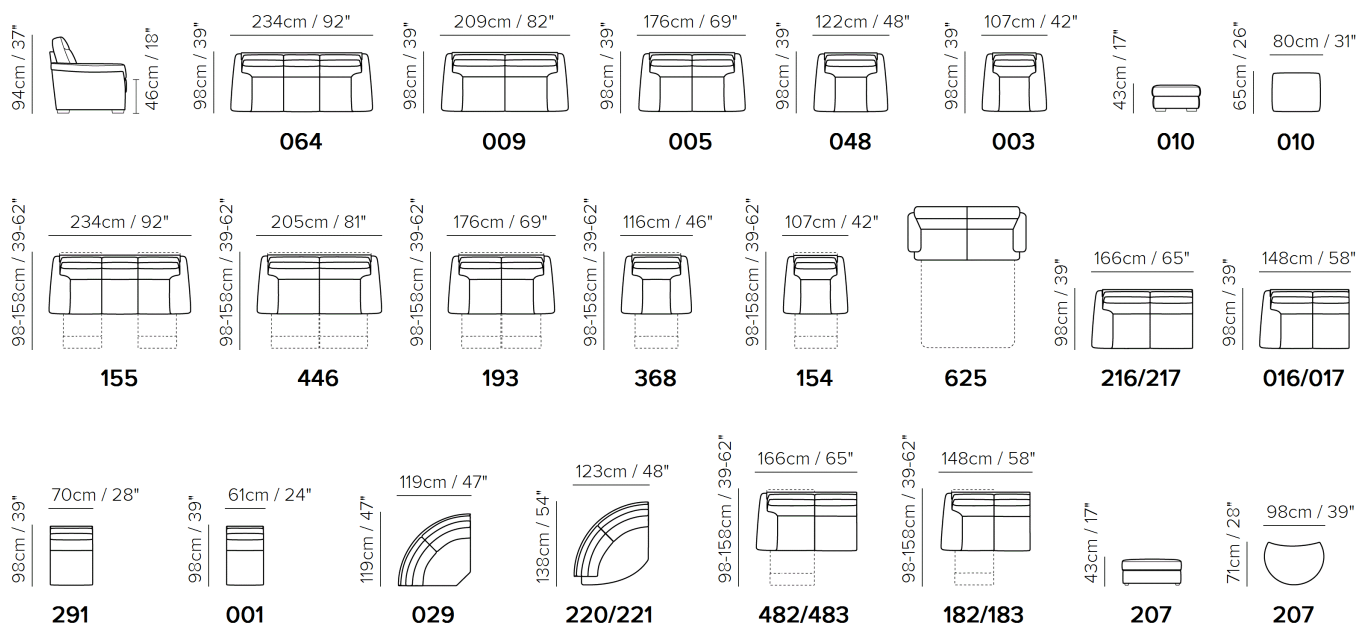 94cm / 37"
46cm / 18"
98cm / 39"
234cm / 92"
064
98cm / 39"
209cm / 82"
009
98cm / 39"
176cm / 69"
005
98cm / 39"
122cm / 48"
048
98cm / 39"
107cm / 42"
003
43cm / 17"
010
65cm / 26"
80cm / 31"
010
98-158cm / 39-62"
234cm / 92"
155
98-158cm / 39-62"
205cm / 81"
446
98-158cm / 39-62"
176cm / 69"
193
98-158cm / 39-62"
116cm / 46"
368
98-158cm / 39-62"
107cm / 42"
154
625
98cm / 39"
166cm / 65"
216/217
98cm / 39"
148cm / 58"
016/017
98cm / 39"
70cm / 28"
291
98cm / 39"
61cm / 24"
001
119cm / 47"
119cm / 47"
029
138cm / 54"
123cm / 48"
220/221
98-158cm / 39-62"
166cm / 65"
482/483
98-158cm / 39-62"
148cm / 58"
182/183
43cm / 17"
207
71cm / 28"
98cm / 39"
207